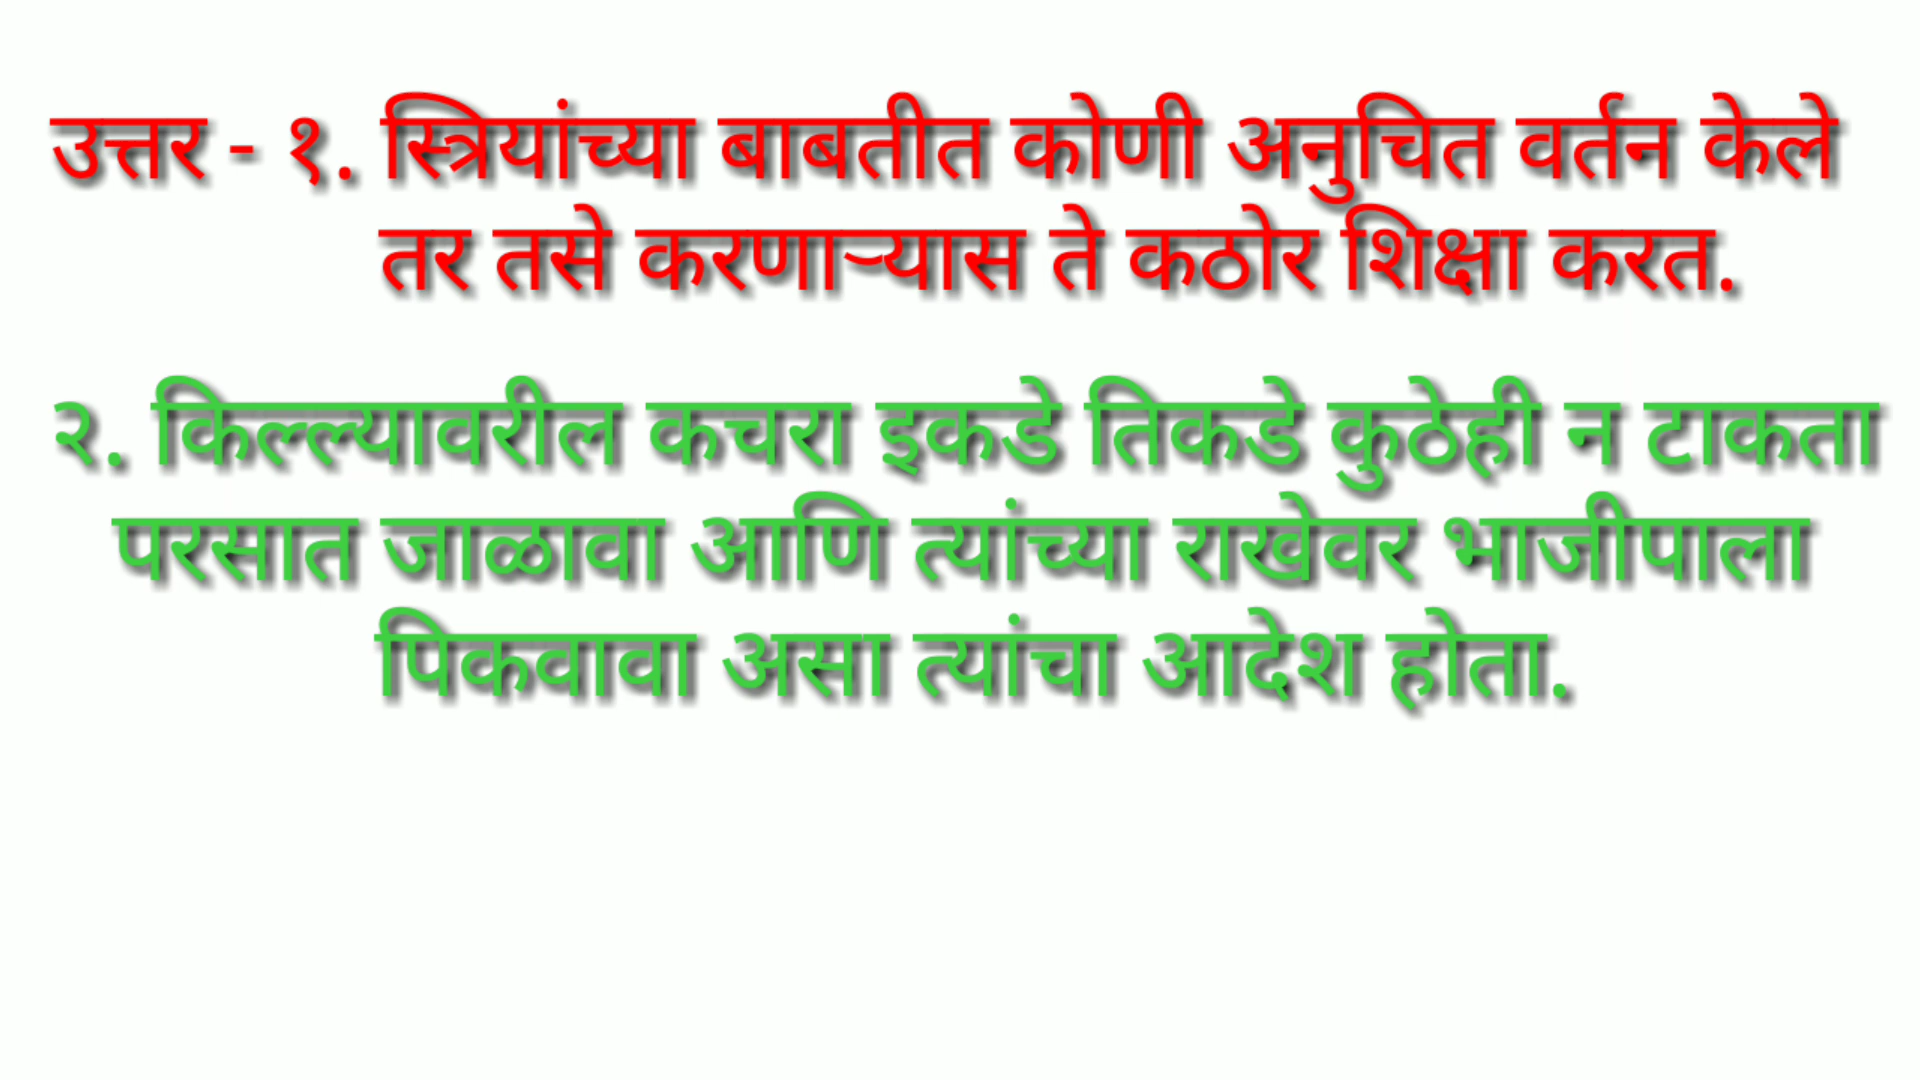 उत्तर - १. स्त्रियांच्या बाबतीत कोणी अनुचित वर्तन केले
तर तसे करणाऱ्यास ते कठोर शिक्षा करत.
२. किल्ल्यावरील कचरा इकडे तिकडे कुठेही न टाकता
परसात जाळावा आणि त्यांच्या राखेवर भाजीपाला
पिकवावा असा त्यांचा आदेश होता.